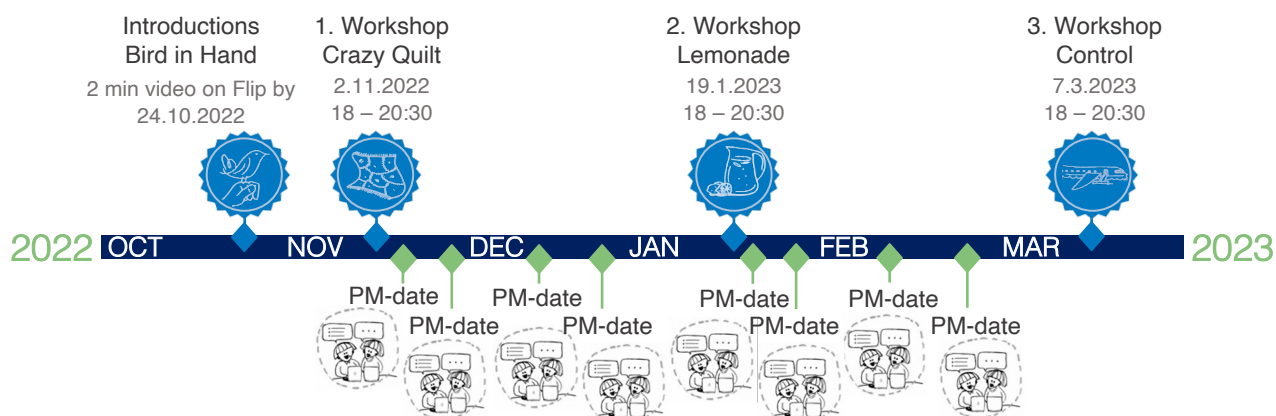 Introductions
Bird in Hand
2 min video on Flip by
24.10.2022
1. Workshop
Crazy Quilt
2.11.2022
18 – 20:30
2. Workshop
Lemonade
19.1.2023
18 – 20:30
3. Workshop
Control
7.3.2023
18 – 20:30
2022 OCT NOV DEC JAN FEB MAR 2023
PM-date
PM-date
PM-date
PM-date
PM-date
PM-date
PM-date
PM-date